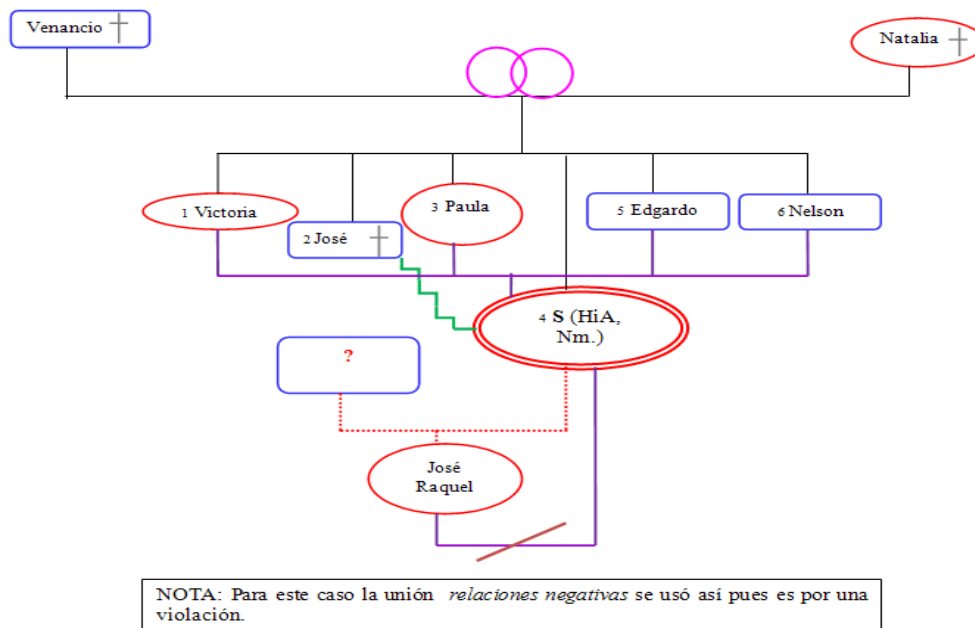 Venancio
Natalia
1 Victoria
2 José
3 Paula
5 Edgardo
6 Nelson
4 S (HiA,
Nm.)
?
José
Raquel
NOTA: Para este caso la unión relaciones negativas se usó así pues es por una
violación.